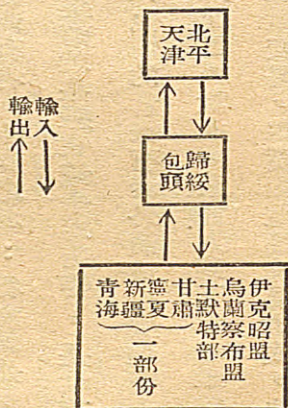 北平
天津
歸綏
包頭
輸入
輸出
伊克昭盟
烏蘭察布盟
土默特部
甘肅
寧夏
新疆
青海
一部份